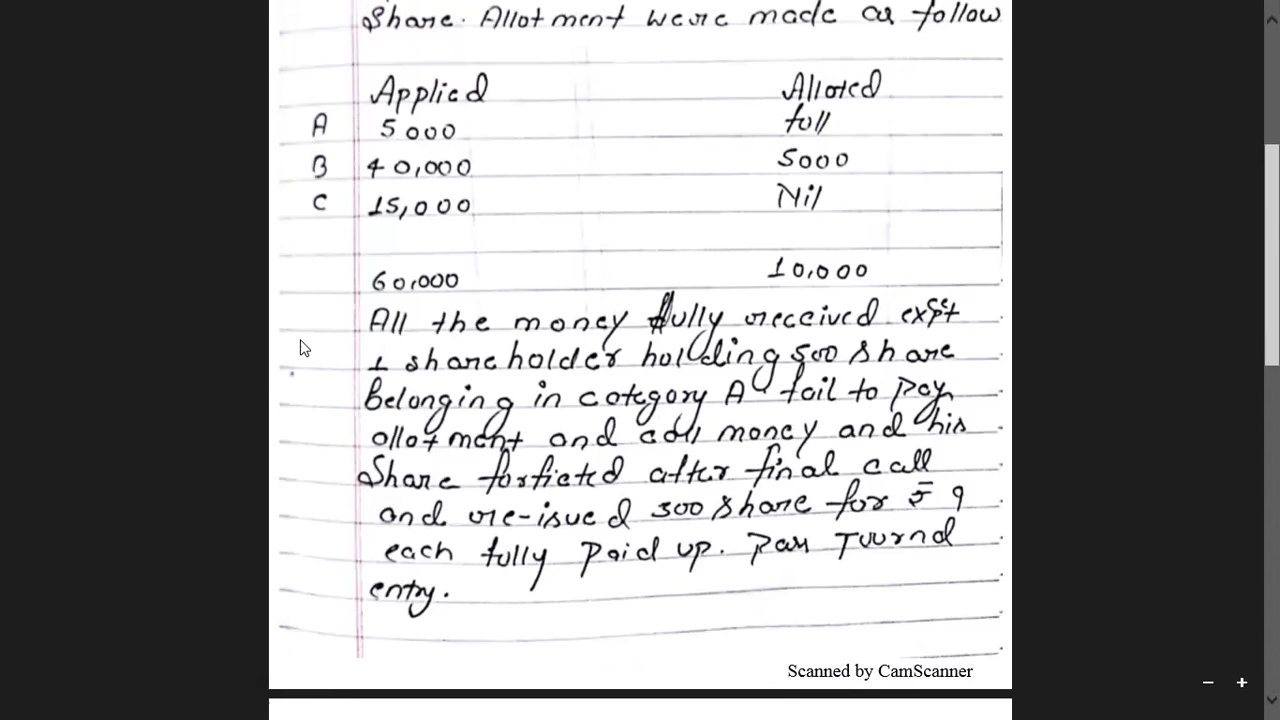 Share. Allotment were made as follow
Applied Alloted
A 5000 full
B 40,000 5000
C 15,000 Nil
60,000 10,000
All the money fully received
1 shareholder holding 500 share
Belonging in category A fail to pay
allotment and call money and his
Share forfieted after final call
and re-issued 300 share for ₹ 9
each fully paid up. Pass Journal
entry.
Scanned by CamScanner